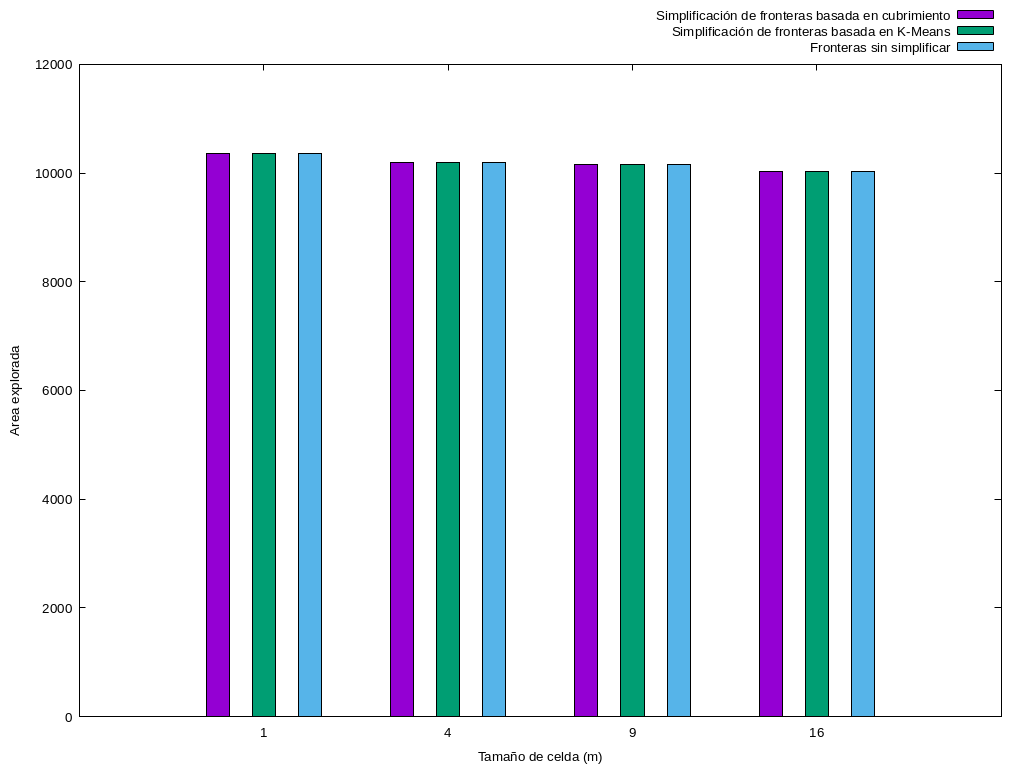 Simplificación de fronteras basada en cubrimiento
Simplificación de fronteras basada en K-Means
Fronteras sin simplificar
12000
10000
8000
6000
4000
2000
0
Area explorada
1 4 9 16
Tamaño de celda (m)